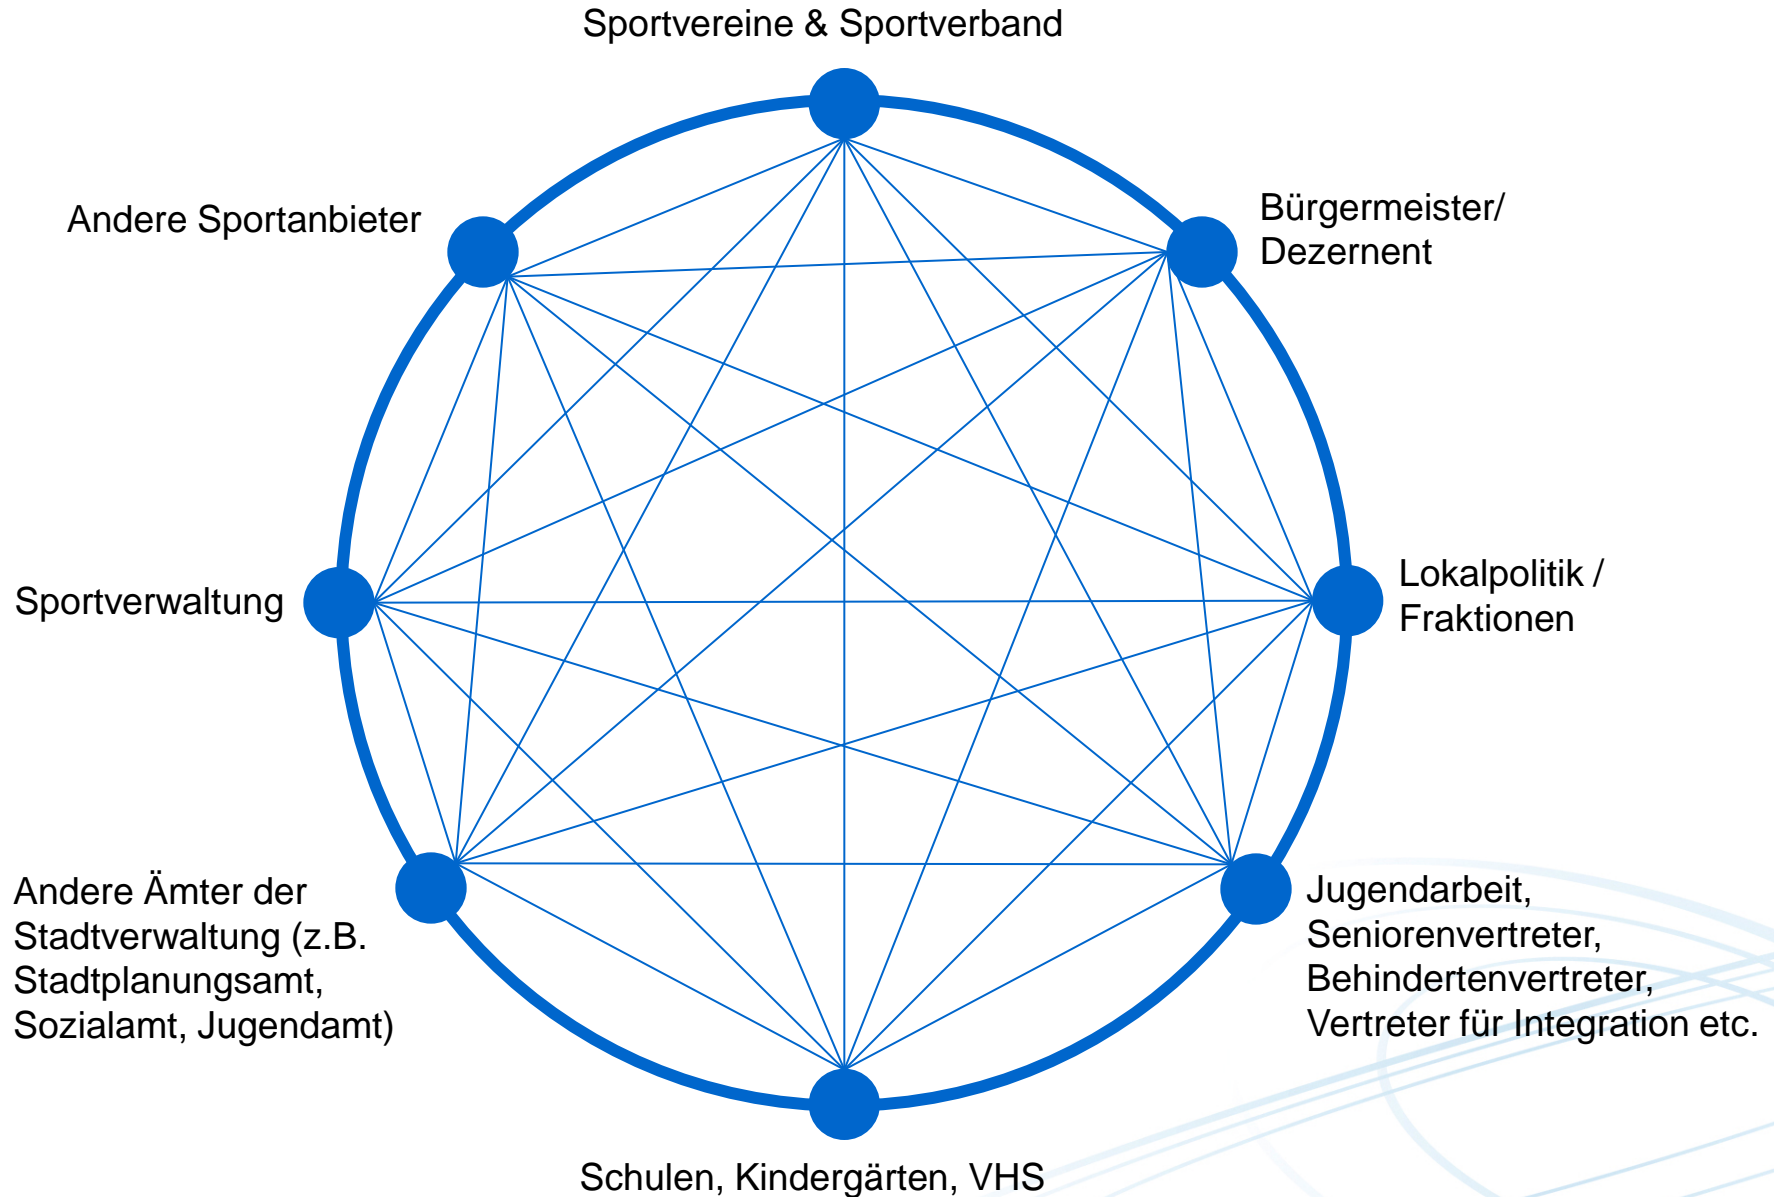 Sportvereine & Sportverband
Andere Sportanbieter
Bürgermeister/
Dezernent
Sportverwaltung
Lokalpolitik /
Fraktionen
Andere Ämter der
Stadtverwaltung (z.B.
Stadtplanungsamt,
Sozialamt, Jugendamt)
Jugendarbeit,
Seniorenvertreter,
Behindertenvertreter,
Vertreter für Integration etc.
Schulen, Kindergärten, VHS